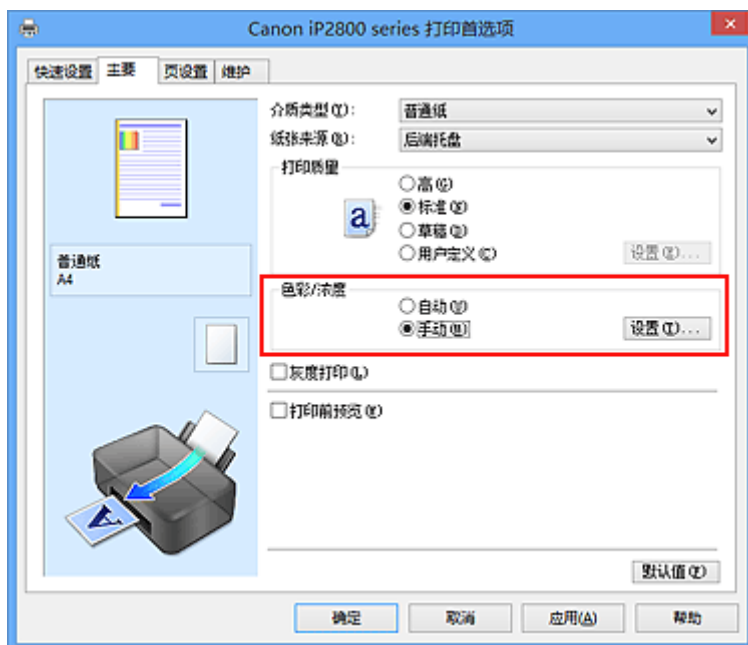 Canon iP2800 series 打印首选项
快速设置 主要 页设置 维护
介质类型(Y): 普通纸
纸张来源(R): 后端托盘
打印质量
高(G)
a 标准(X)
草稿(D)
用户定义(C) 设置(E)...
普通纸
A4
色彩/浓度
自动(U)
手动(M) 设置(T)...
灰度打印(L)
打印前预览(K)
A
默认值(F)
确定 取消 应用(A) 帮助